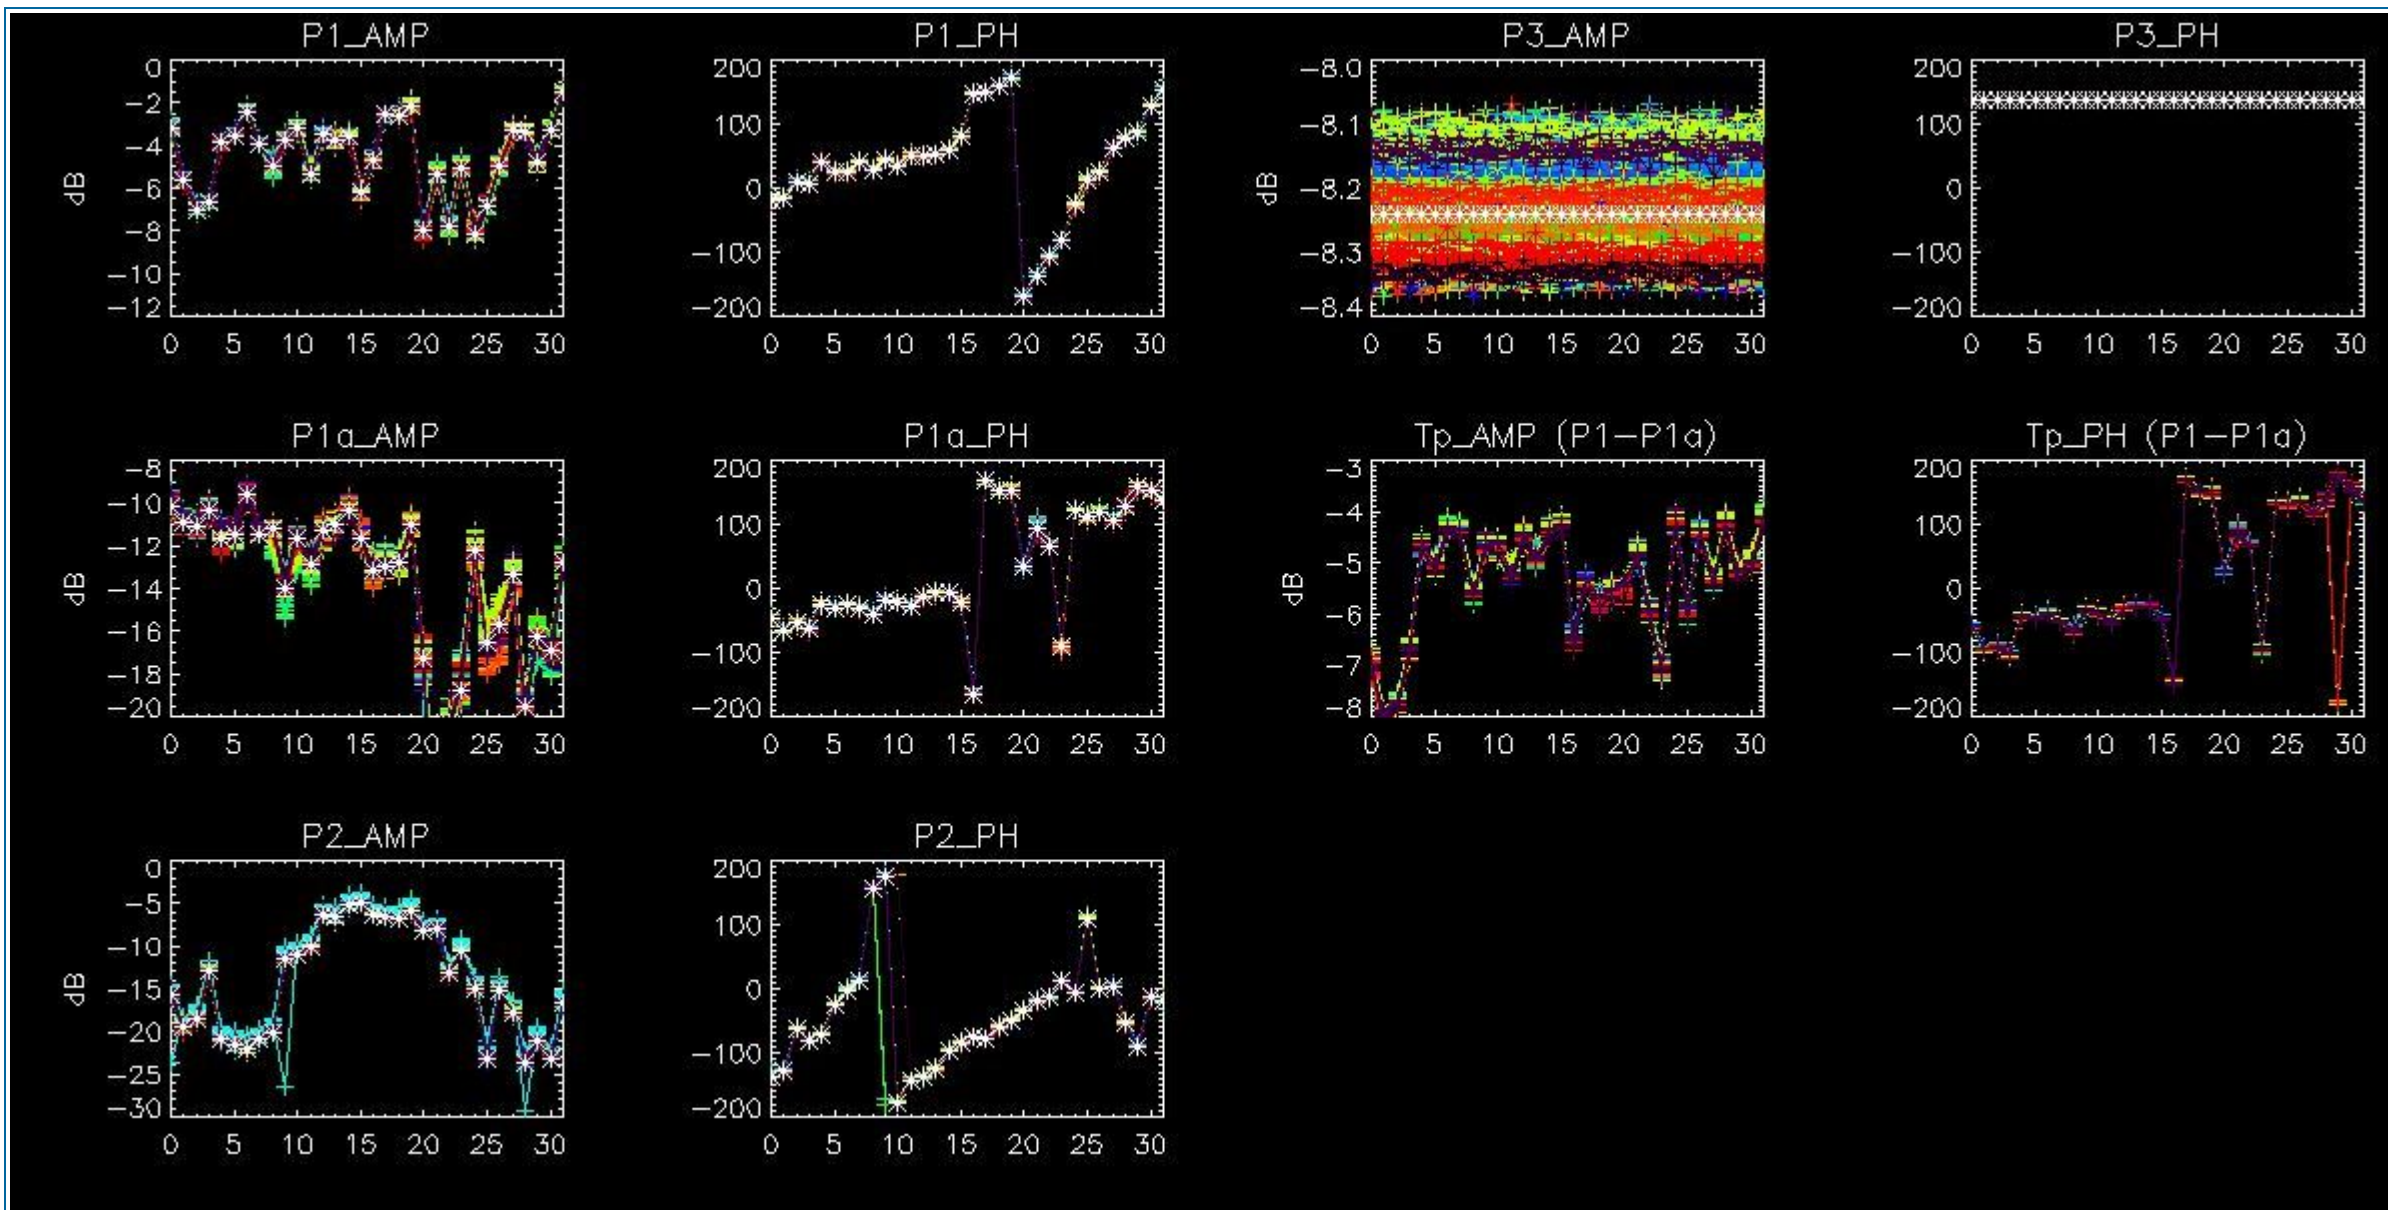 P1_AMP
0
−2
−4
−6
−8
−10
−12
dB
0 5 10 15 20 25 30
P1_PH
200
100
0
−100
−200
0 5 10 15 20 25 30
P3_AMP
−8.0
−8.1
−8.2
−8.3
−8.4
dB
0 5 10 15 20 25 30
P3_PH
200
100
0
−100
−200
0 5 10 15 20 25 30
P1a_AMP
−8
−10
−12
−14
−16
−18
−20
dB
0 5 10 15 20 25 30
P1a_PH
200
100
0
−100
−200
0 5 10 15 20 25 30
Tp_AMP (P1−P1a)
−3
−4
−5
−6
−7
−8
dB
0 5 10 15 20 25 30
Tp_PH (P1−P1a)
200
100
0
−100
−200
0 5 10 15 20 25 30
P2_AMP
0
−5
−10
−15
−20
−25
−30
dB
0 5 10 15 20 25 30
P2_PH
200
100
0
−100
−200
0 5 10 15 20 25 30